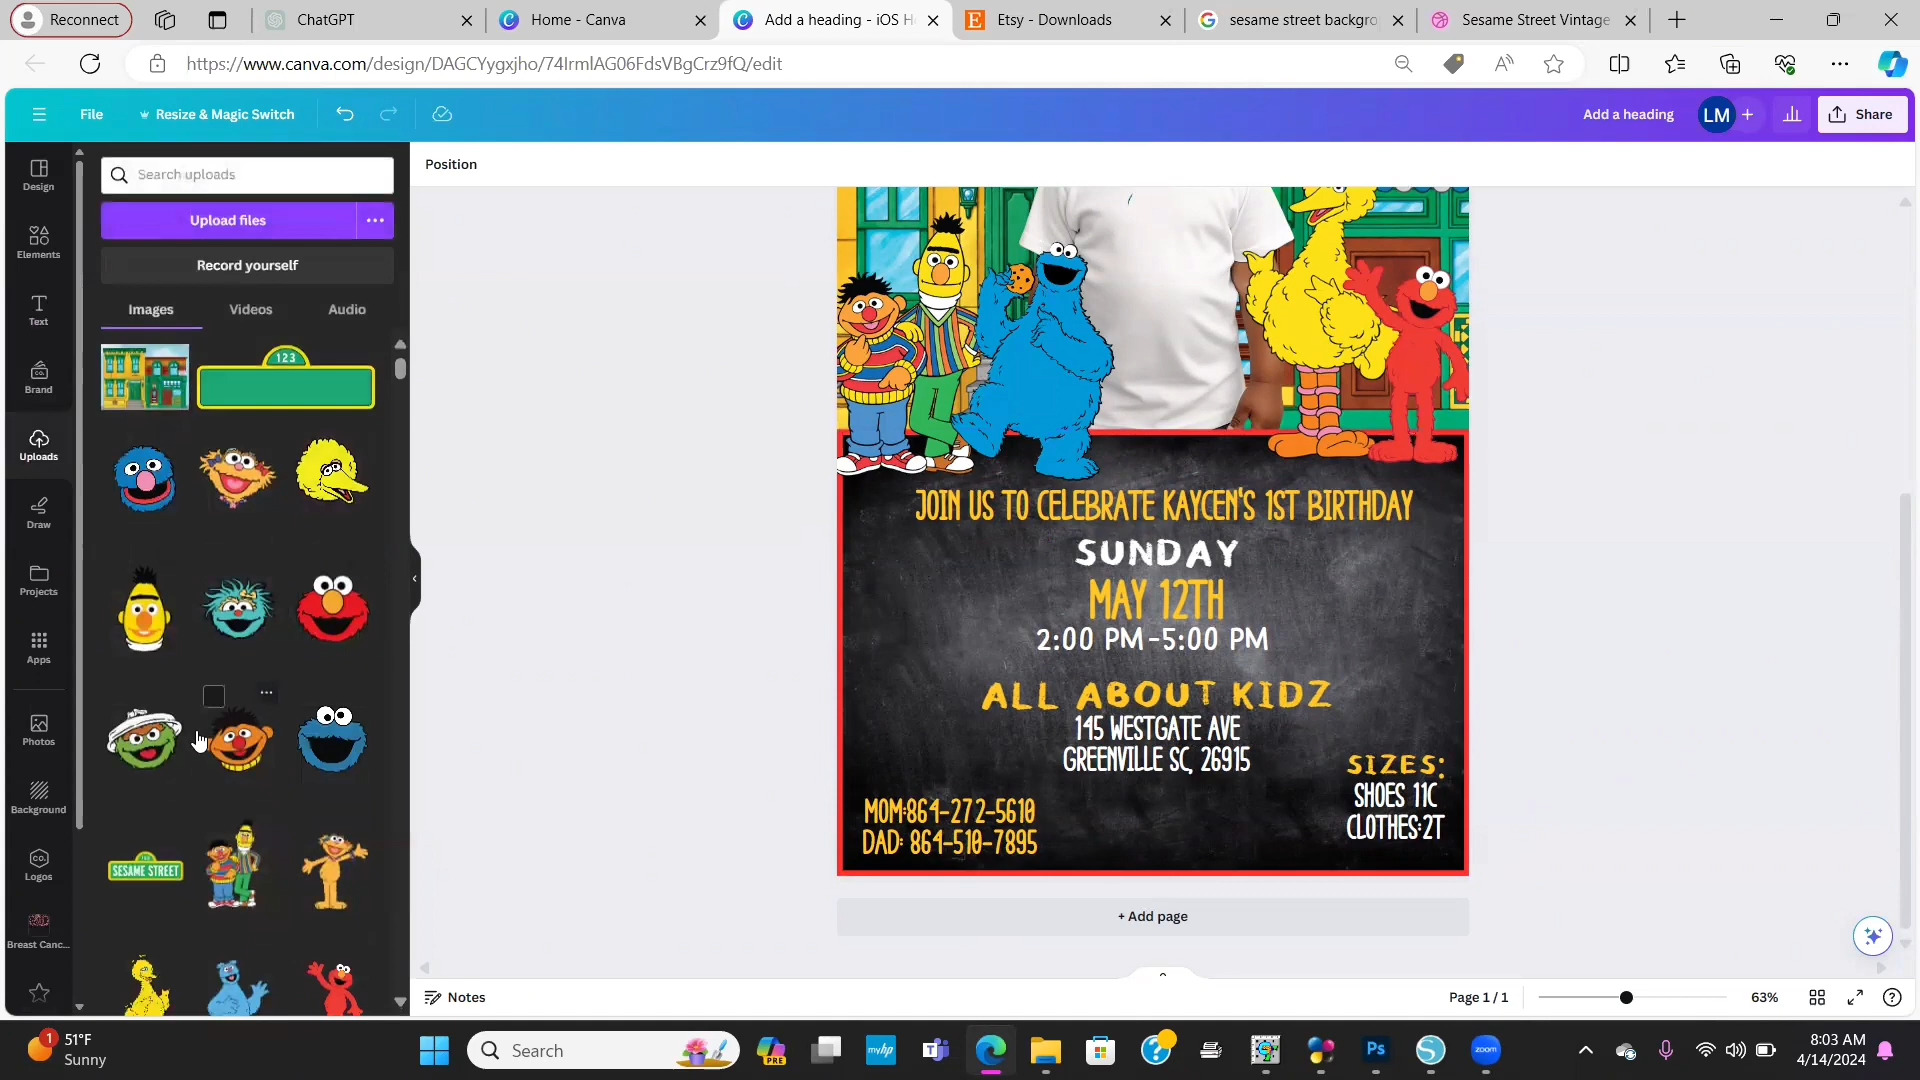 Reconnect
ChatGPT
Home - Canva
Add a heading - iOS H
Etsy - Downloads
sesame street backgro
Sesame Street Vintage
https://www.canva.com/design/DAGCYygxjho/74IrmlAG06FdsVBgCrz9fQ/edit
File
Resize & Magic Switch
Add a heading
LM
+
Share
Design
Elements
Text
Brand
Uploads
Draw
Projects
Apps
Photos
Background
Logos
Breast Canc...
Search uploads
Upload files
Record yourself
Images
Videos
Audio
123
SESAME STREET
Position
JOIN US TO CELEBRATE KAYCEN'S 1ST BIRTHDAY
SUNDAY
MAY 12TH
2:00 PM-5:00 PM
ALL ABOUT KIDZ
145 WESTGATE AVE
GREENVILLE SC, 26915
SIZES:
SHOES 11C
CLOTHES:2T
MOM:864-272-5610
DAD: 864-510-7895
+ Add page
Notes
Page 1 / 1
63%
1
51°F
Sunny
Search
PRE
myhp
Ps
zoom
8:03 AM
4/14/2024